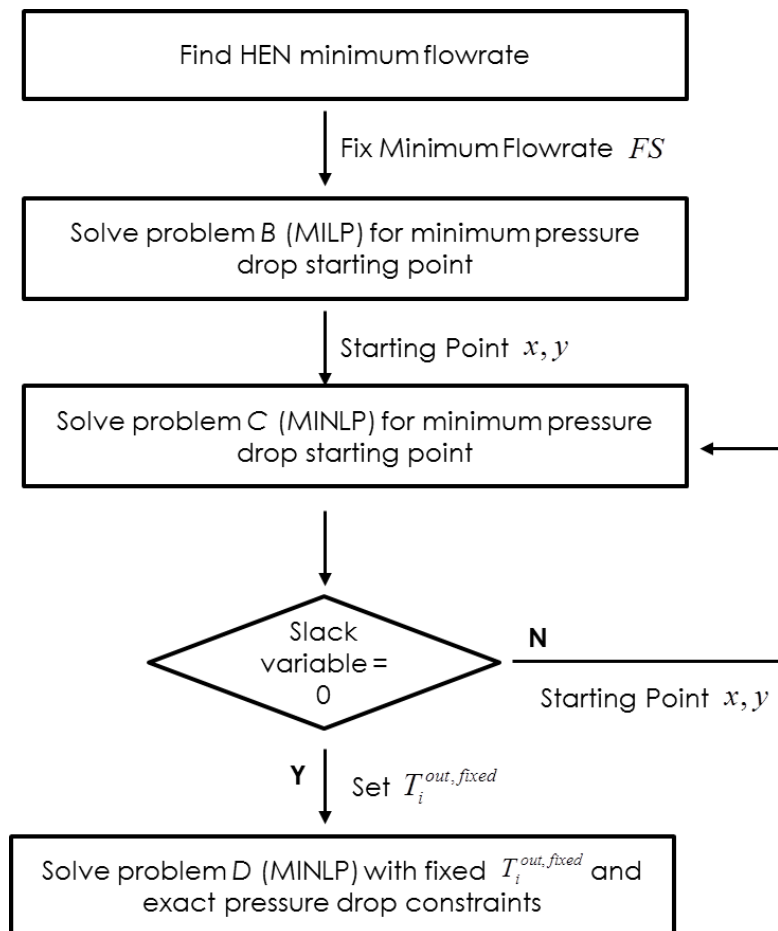 Find HEN minimum flowrate
Fix Minimum Flowrate FS
Solve problem B (MILP) for minimum pressure
drop starting point
Starting Point x, y
Solve problem C (MINLP) for minimum pressure
drop starting point
Slack
variable =
0
N
Starting Point x, y
Y
Set T_i^{out,fixed}
Solve problem D (MINLP) with fixed T_i^{out,fixed} and
exact pressure drop constraints